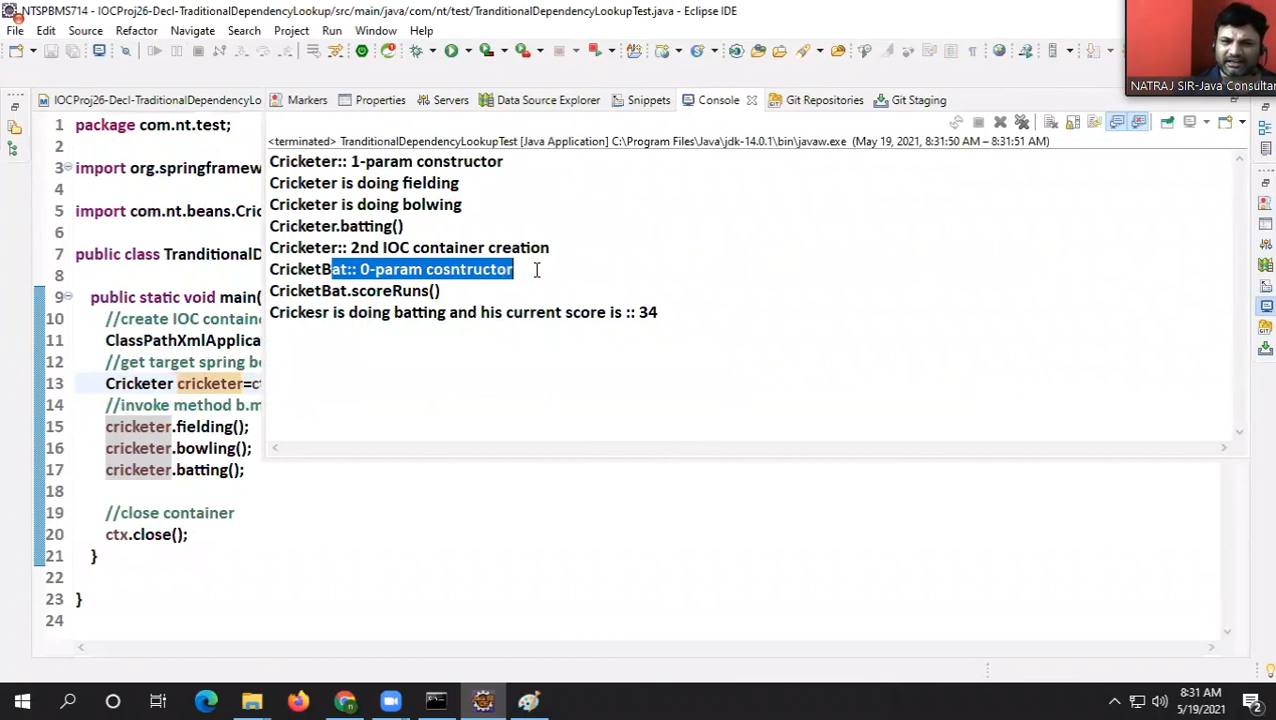 NTSPBMS714 - IOCProj26-Decl-TraditionalDependencyLookup/src/main/java/com/nt/test/TranditionalDependencyLookupTest.java - Eclipse IDE
File Edit Source Refactor Navigate Search Project Run Window Help
NATRAJ SIR-Java Consultan
IOCProj26-Decl-TraditionalDependencyLo Markers Properties Servers Data Source Explorer Snippets Console Git Repositories Git Staging
<terminated> TranditionalDependencyLookupTest [Java Application] C:\Program Files\Java\jdk-14.0.1\bin\javaw.exe (May 19, 2021, 8:31:50 AM – 8:31:51 AM)
Cricketer:: 1-param constructor
Cricketer is doing fielding
Cricketer is doing bolwing
Cricketer.batting()
Cricketer:: 2nd IOC container creation
CricketBat:: 0-param cosntructor
CricketBat.scoreRuns()
Crickesr is doing batting and his current score is :: 34
1 package com.nt.test;
2
3 import org.springframew
4
5 import com.nt.beans.Cric
6
7 public class TranditionalD
8
9 public static void main(
10 //create IOC containe
11 ClassPathXmlApplica
12 //get target spring be
13 Cricketer cricketer=ct
14 //invoke method b.m
15 cricketer.fielding();
16 cricketer.bowling();
17 cricketer.batting();
18
19 //close container
20 ctx.close();
21 }
22
23 }
24
8:31 AM
5/19/2021
2